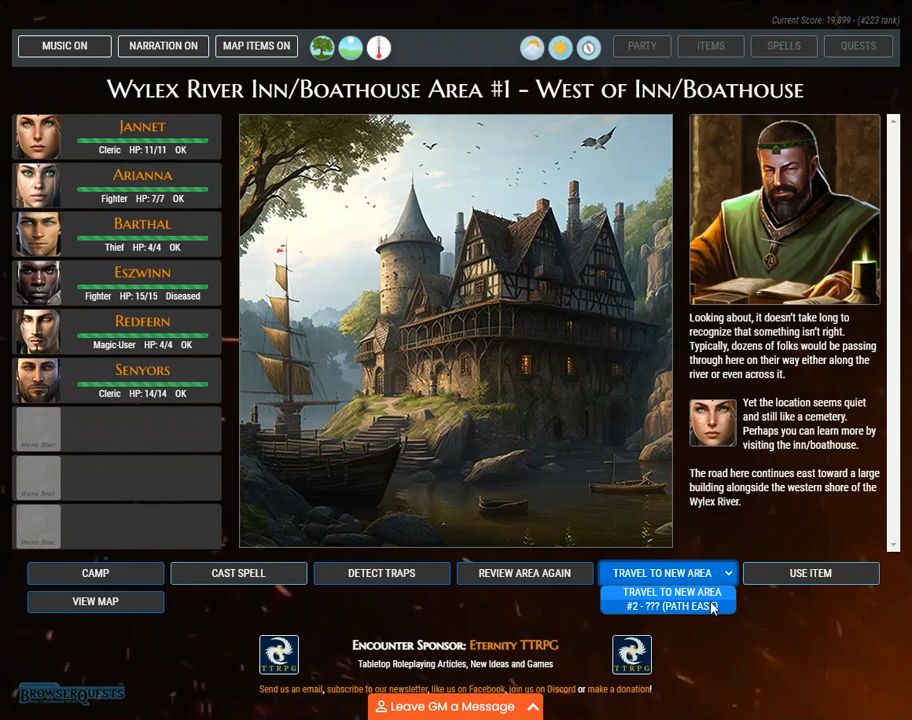 Current Score: 19,899 - (#223 rank)
MUSIC ON
NARRATION ON
MAP ITEMS ON
PARTY
ITEMS
SPELLS
QUESTS
Wylex River Inn/Boathouse Area #1 - West of Inn/Boathouse
Jannet
Cleric HP: 11/11 OK
Arianna
Fighter HP: 7/7 OK
Barthal
Thief HP: 4/4 OK
Eszwinn
Fighter HP: 15/15 Diseased
Redfern
Magic-User HP: 4/4 OK
Senyors
Cleric HP: 14/14 OK
Hero Slot
Hero Slot
Hero Slot
Looking about, it doesn't take long to
recognize that something isn't right.
Typically, dozens of folks would be passing
through here on their way either along the
river or even across it.
Yet the location seems quiet
and still like a cemetery.
Perhaps you can learn more by
visiting the inn/boathouse.
The road here continues east toward a large
building alongside the western shore of the
Wylex River.
CAMP
CAST SPELL
DETECT TRAPS
REVIEW AREA AGAIN
TRAVEL TO NEW AREA
USE ITEM
VIEW MAP
TRAVEL TO NEW AREA
#2 - ??? (PATH EAS
Encounter Sponsor: Eternity TTRPG
Tabletop Roleplaying Articles, New Ideas and Games
TTRPG
TTRPG
BrowserQuests
Send us an email, subscribe to our newsletter, like us on Facebook, join us on Discord or make a donation!
Leave GM a Message